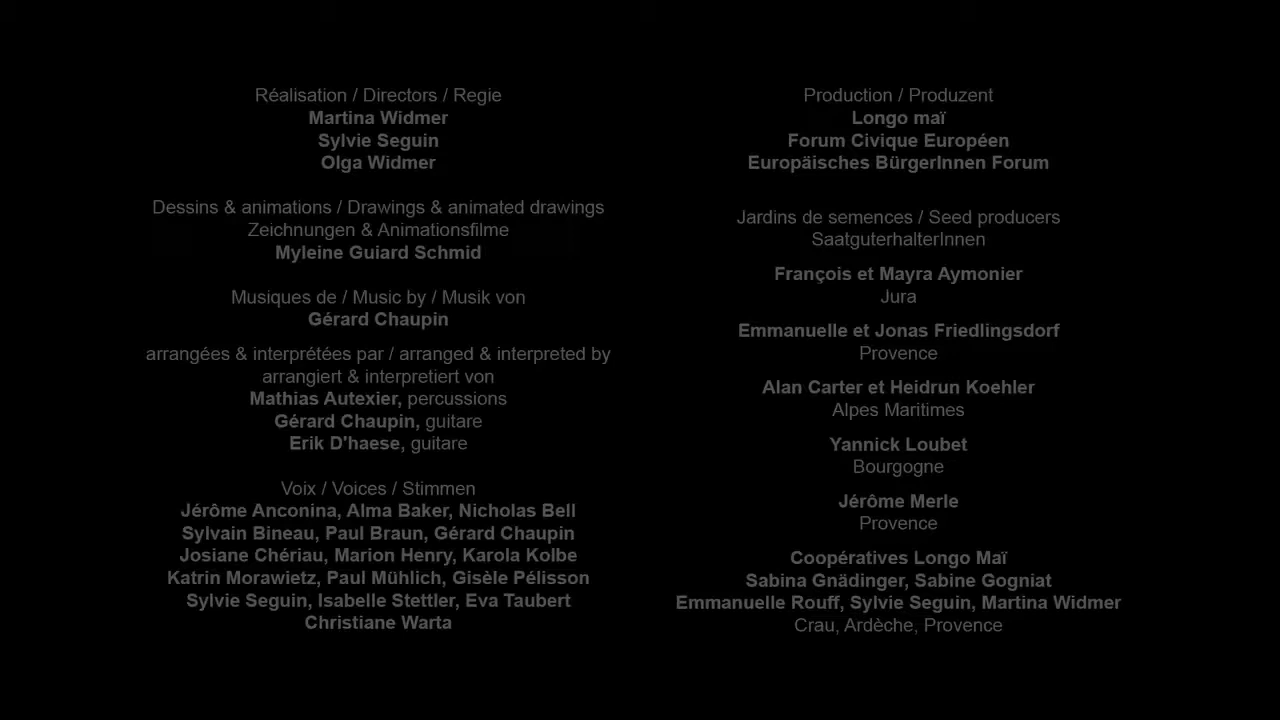 Réalisation / Directors / Regie
Martina Widmer
Sylvie Seguin
Olga Widmer
Dessins & animations / Drawings & animated drawings
Zeichnungen & Animationsfilme
Myleine Guiard Schmid
Musiques de / Music by / Musik von
Gérard Chaupin
arrangées & interprétées par / arranged & interpreted by
arrangiert & interpretiert von
Mathias Autexier, percussions
Gérard Chaupin, guitare
Erik D'haese, guitare
Voix / Voices / Stimmen
Jérôme Anconina, Alma Baker, Nicholas Bell
Sylvain Bineau, Paul Braun, Gérard Chaupin
Josiane Chériau, Marion Henry, Karola Kolbe
Katrin Morawietz, Paul Mühlich, Gisèle Pélisson
Sylvie Seguin, Isabelle Stettler, Eva Taubert
Christiane Warta
Production / Produzent
Longo maï
Forum Civique Européen
Europäisches BürgerInnen Forum
Jardins de semences / Seed producers
SaatguterhalterInnen
François et Mayra Aymonier
Jura
Emmanuelle et Jonas Friedlingsdorf
Provence
Alan Carter et Heidrun Koehler
Alpes Maritimes
Yannick Loubet
Bourgogne
Jérôme Merle
Provence
Coopératives Longo Maï
Sabina Gnädinger, Sabine Gogniat
Emmanuelle Rouff, Sylvie Seguin, Martina Widmer
Crau, Ardèche, Provence